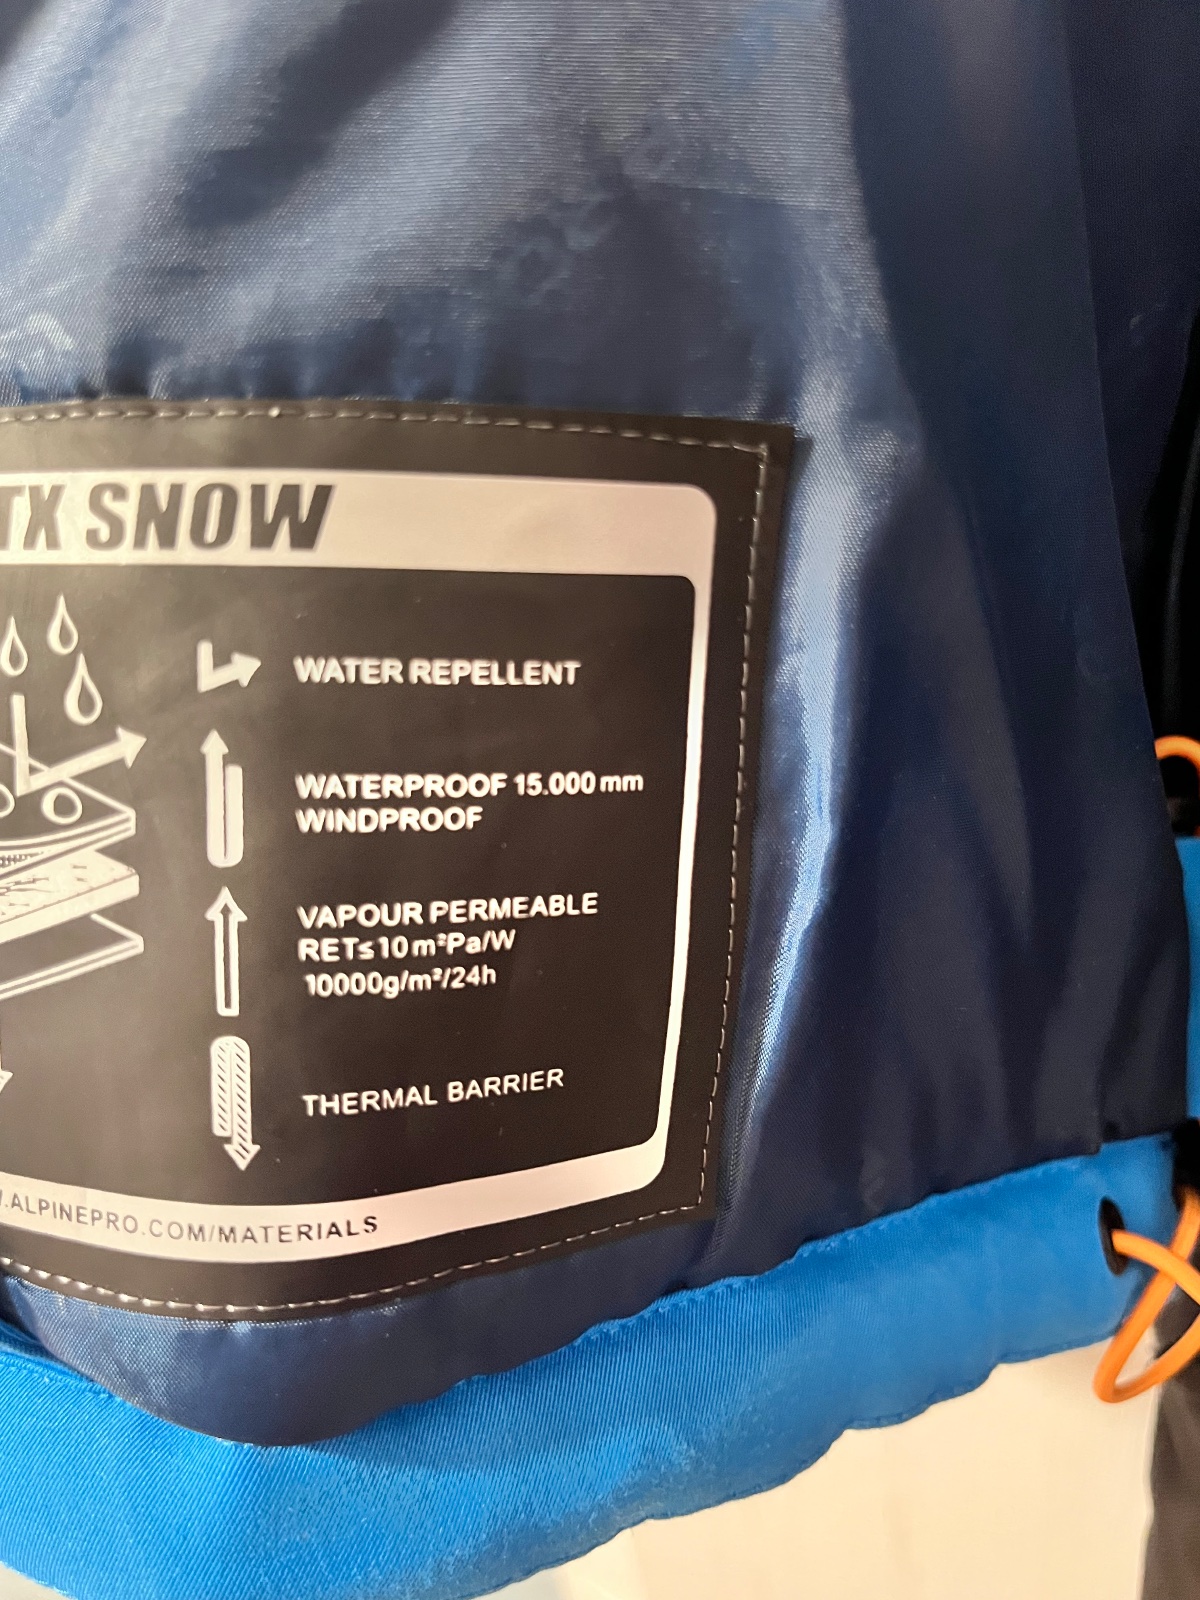 TX SNOW
WATER REPELLENT
WATERPROOF 15.000 mm
WINDPROOF
VAPOUR PERMEABLE
RET≤10 m²Pa/W
10000g/m²/24h
THERMAL BARRIER
.ALPINEPRO.COM/MATERIALS